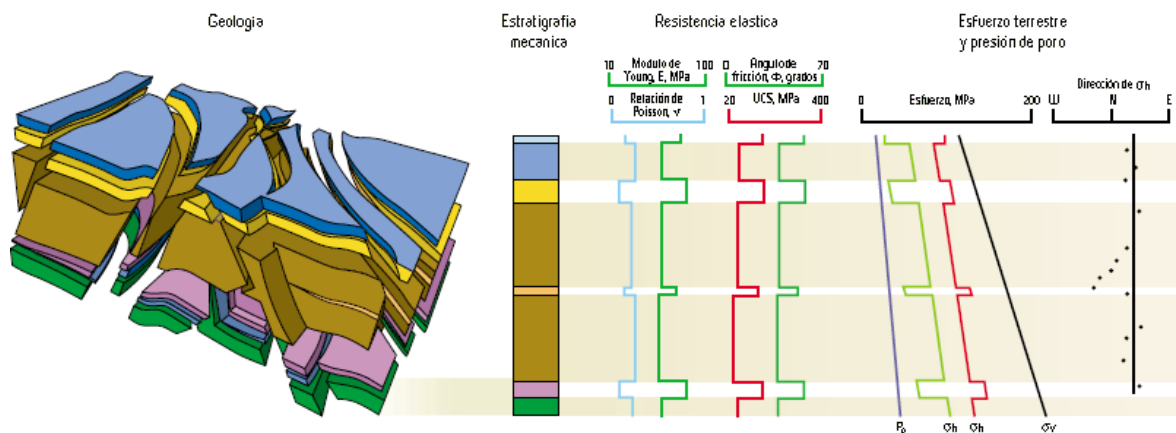 Geologia
Estratigrafia
mecanica
Resistencia elastica
Esfuerzo terrestre
y presión de poro
10 Modulo de 100
Young, E, MPa
0 Angulo de 70
fricción, Φ, grados
0 Relación de 1
Poisson, ν
20 UCS, MPa 400
0 Esfuerzo, MPa 200
Dirección de σh
W N E
Po σh σh σv